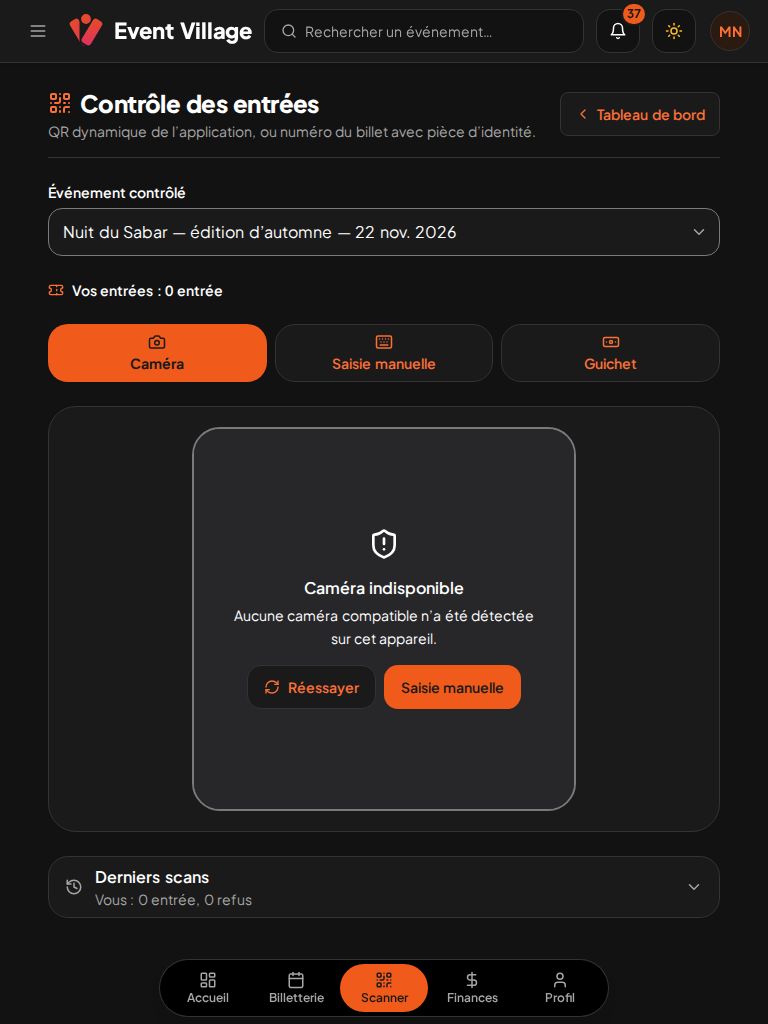 Event Village
Rechercher un événement...
37
MN
Contrôle des entrées
QR dynamique de l'application, ou numéro du billet avec pièce d'identité.
Tableau de bord
Événement contrôlé
Nuit du Sabar — édition d'automne — 22 nov. 2026
Vos entrées : 0 entrée
Caméra
Saisie manuelle
Guichet
Caméra indisponible
Aucune caméra compatible n'a été détectée
sur cet appareil.
Réessayer
Saisie manuelle
Derniers scans
Vous : 0 entrée, 0 refus
Accueil
Billetterie
Scanner
Finances
Profil